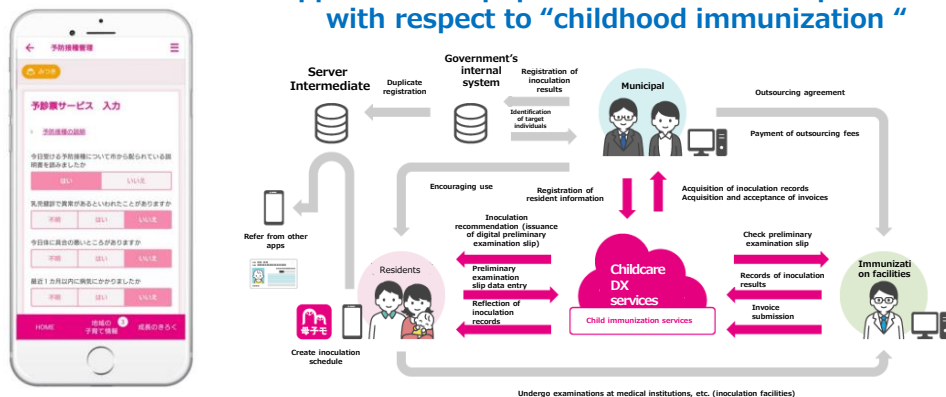 with respect to “childhood immunization “
予防接種管理
みつき
予診票サービス 入力
予防接種の説明
今日受ける予防接種について市から配られている説
明書を読みましたか
はい
いいえ
乳児健診で異常があるといわれたことがありますか
不明
はい
いいえ
今日体に具合の悪いところがありますか
不明
はい
いいえ
最近１カ月以内に病気にかかりましたか
不明
はい
いいえ
HOME
地域の
子育て情報
成長のきろく
Server
Intermediate
Duplicate
registration
Government’s
internal
system
Registration of
inoculation
results
Identification
of target
individuals
Municipal
Outsourcing agreement
Payment of outsourcing fees
Encouraging use
Registration of
resident information
Acquisition of inoculation records
Acquisition and acceptance of invoices
Refer from other
apps
Inoculation
recommendation (issuance
of digital preliminary
examination slip)
Check preliminary
examination slip
Residents
Preliminary
examination
slip data entry
Childcare
DX
services
Child immunization services
Records of inoculation
results
Immunizati
on facilities
Reflection of
inoculation
records
Invoice
submission
母子モ
Create inoculation
schedule
Undergo examinations at medical institutions, etc. (inoculation facilities)